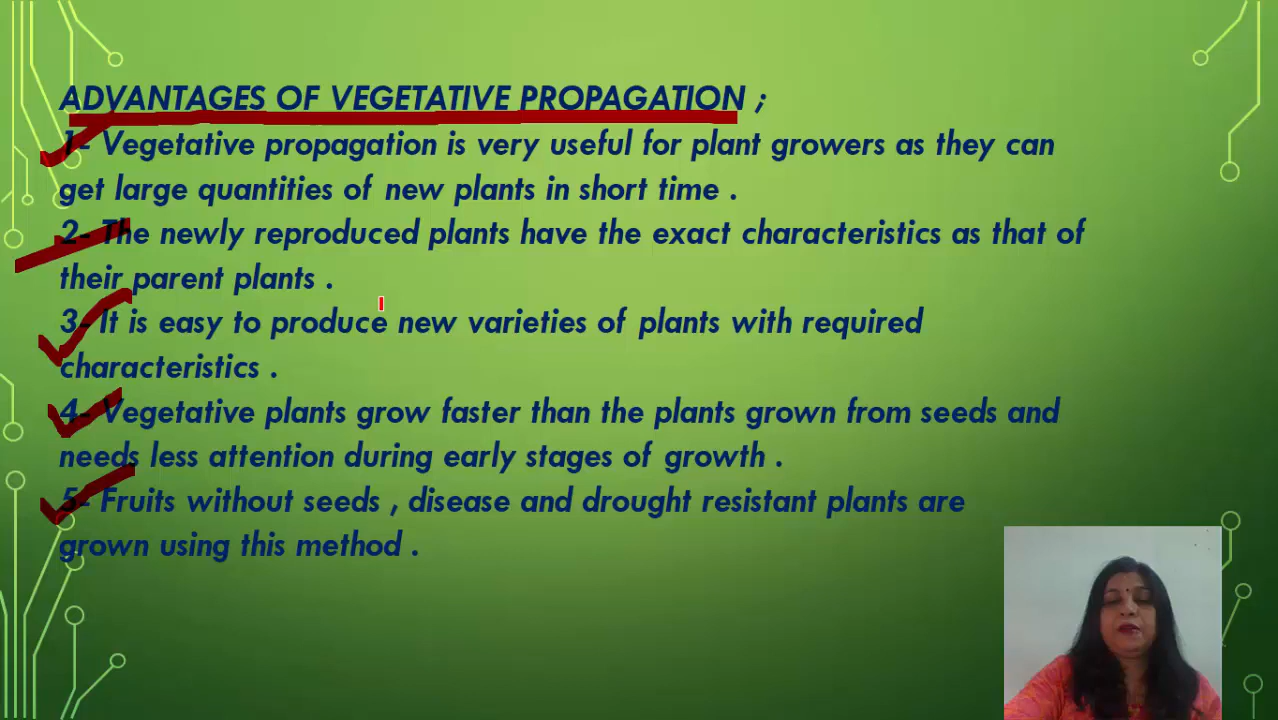 ADVANTAGES OF VEGETATIVE PROPAGATION ;
1- Vegetative propagation is very useful for plant growers as they can
get large quantities of new plants in short time .
2- The newly reproduced plants have the exact characteristics as that of
their parent plants .
3- It is easy to produce new varieties of plants with required
characteristics .
4- Vegetative plants grow faster than the plants grown from seeds and
needs less attention during early stages of growth .
5- Fruits without seeds , disease and drought resistant plants are
grown using this method .